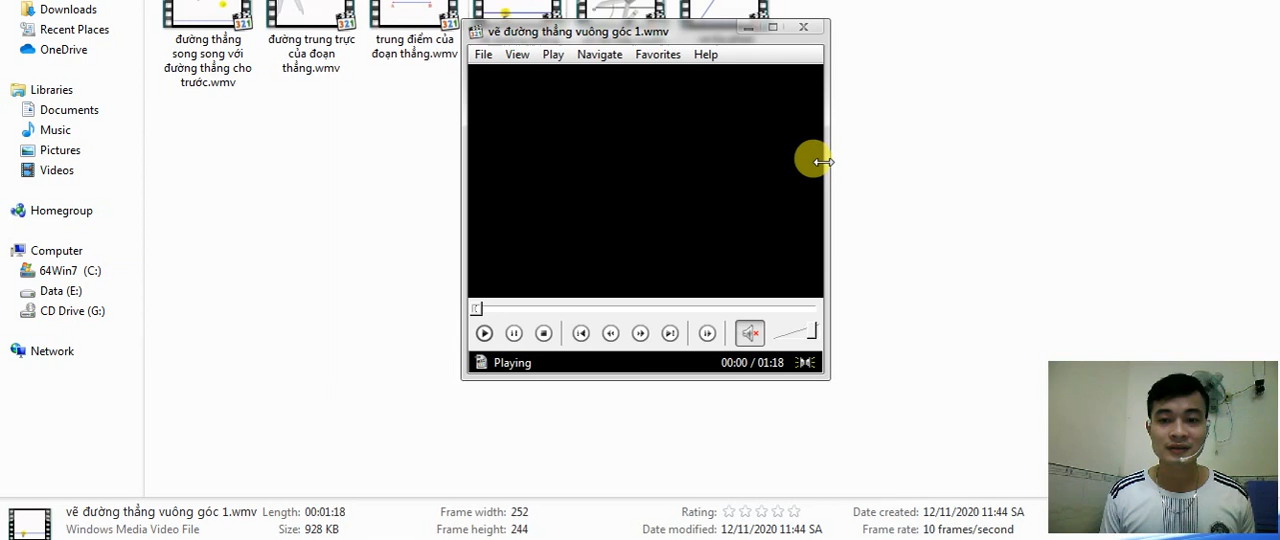 Downloads
Recent Places
OneDrive
Libraries
Documents
Music
Pictures
Videos
Homegroup
Computer
64Win7 (C:)
Data (E:)
CD Drive (G:)
Network
đường thẳng
song song với
đường thẳng cho
trước.wmv
đường trung trực
của đoạn
thẳng.wmv
trung điểm của
đoạn thẳng.wmv
vẽ đường thẳng vuông góc 1.wmv
File View Play Navigate Favorites Help
Playing
00:00 / 01:18
vẽ đường thẳng vuông góc 1.wmv
Windows Media Video File
Length: 00:01:18
Size: 928 KB
Frame width: 252
Frame height: 244
Rating:
Date modified: 12/11/2020 11:44 SA
Date created: 12/11/2020 11:44 SA
Frame rate: 10 frames/second